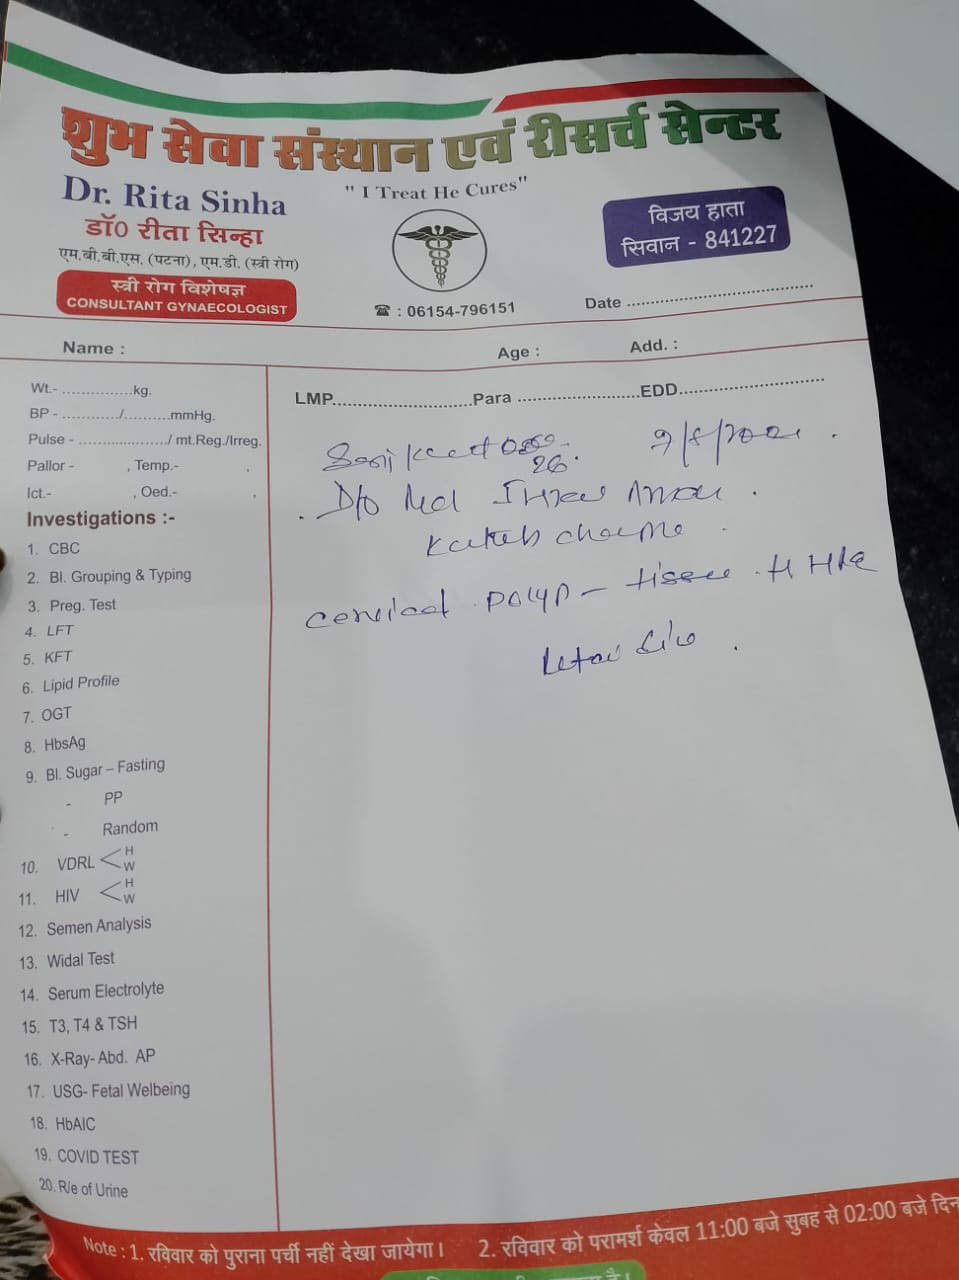 शुभ सेवा संस्थान एवं रीसर्च सेन्टर
Dr. Rita Sinha
डॉ० रीता सिन्हा
एम.बी.बी.एस. (पटना), एम.डी. (स्त्री रोग)
स्त्री रोग विशेषज्ञ
CONSULTANT GYNAECOLOGIST
" I Treat He Cures"
☎ : 06154-796151
विजय हाता
सिवान - 841227
Date ....................
Name :
Age :
Add. :
Wt.- ...............kg.
BP - .........../.........mmHg.
Pulse - ..................../ mt.Reg./Irreg.
Pallor - , Temp.- ,
Ict.- , Oed.- ,
Investigations :-
1. CBC
2. Bl. Grouping & Typing
3. Preg. Test
4. LFT
5. KFT
6. Lipid Profile
7. OGT
8. HbsAg
9. Bl. Sugar – Fasting
- PP
- Random
10. VDRL < H W
11. HIV < H W
12. Semen Analysis
13. Widal Test
14. Serum Electrolyte
15. T3, T4 & TSH
16. X-Ray- Abd. AP
17. USG- Fetal Welbeing
18. HbAIC
19. COVID TEST
20. R/e of Urine
LMP........................Para .....................EDD........................
26.
D/O Md
cervical polyp – tissue
Note : 1. रविवार को पुराना पर्ची नहीं देखा जायेगा। 2. रविवार को परामर्श केवल 11:00 बजे सुबह से 02:00 बजे दिन